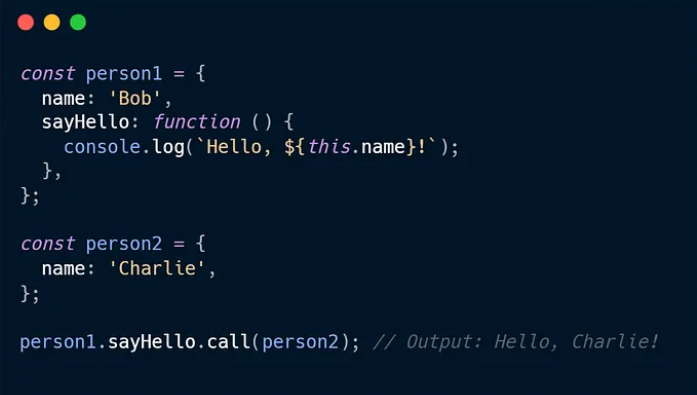 const person1 = {
  name: 'Bob',
  sayHello: function () {
    console.log(`Hello, ${this.name}!`);
  },
};

const person2 = {
  name: 'Charlie',
};

person1.sayHello.call(person2); // Output: Hello, Charlie!